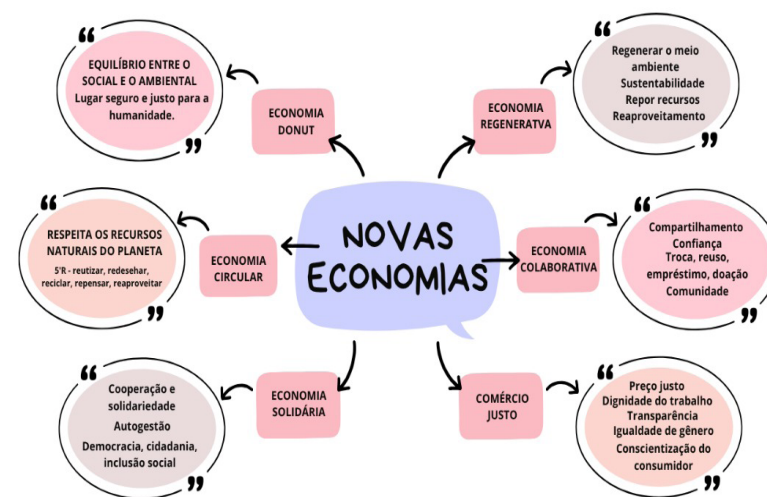 NOVAS
ECONOMIAS
ECONOMIA
DONUT
EQUILÍBRIO ENTRE O
SOCIAL E O AMBIENTAL
Lugar seguro e justo para a
humanidade.
ECONOMIA
REGENERATVA
Regenerar o meio
ambiente
Sustentabilidade
Repor recursos
Reaproveitamento
ECONOMIA
CIRCULAR
RESPEITA OS RECURSOS
NATURAIS DO PLANETA
5'R - reutizar, redesehar,
reciclar, repensar, reaproveitar
ECONOMIA
COLABORATIVA
Compartilhamento
Confiança
Troca, reuso,
empréstimo, doação
Comunidade
ECONOMIA
SOLIDÁRIA
Cooperação e
solidariedade
Autogestão
Democracia, cidadania,
inclusão social
COMÉRCIO
JUSTO
Preço justo
Dignidade do trabalho
Transparência
Igualdade de gênero
Conscientização do
consumidor